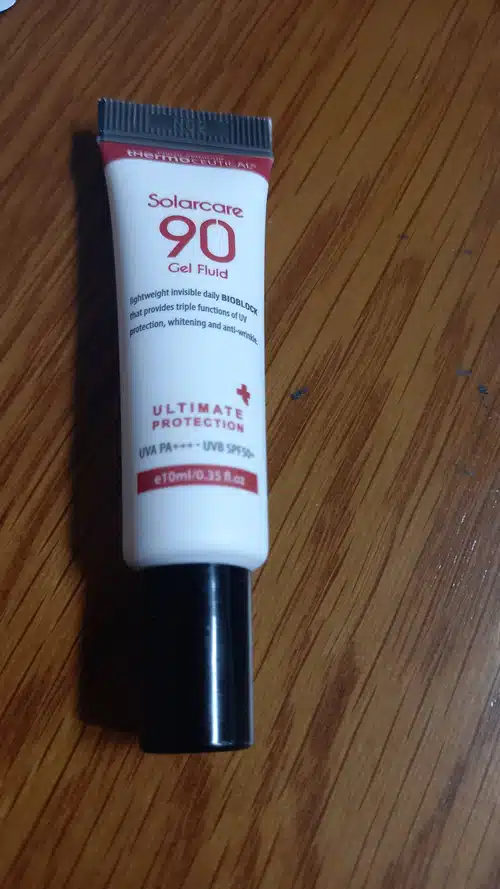 tHermoCEUTICALS
Solarcare
90
Gel Fluid
lightweight invisible daily BIOBLOCK
that provides triple functions of UV
protection, whitening and anti-wrinkle.
ULTIMATE
PROTECTION
UVA PA+++ · UVB SPF50+
e10ml/0.35 fl.oz